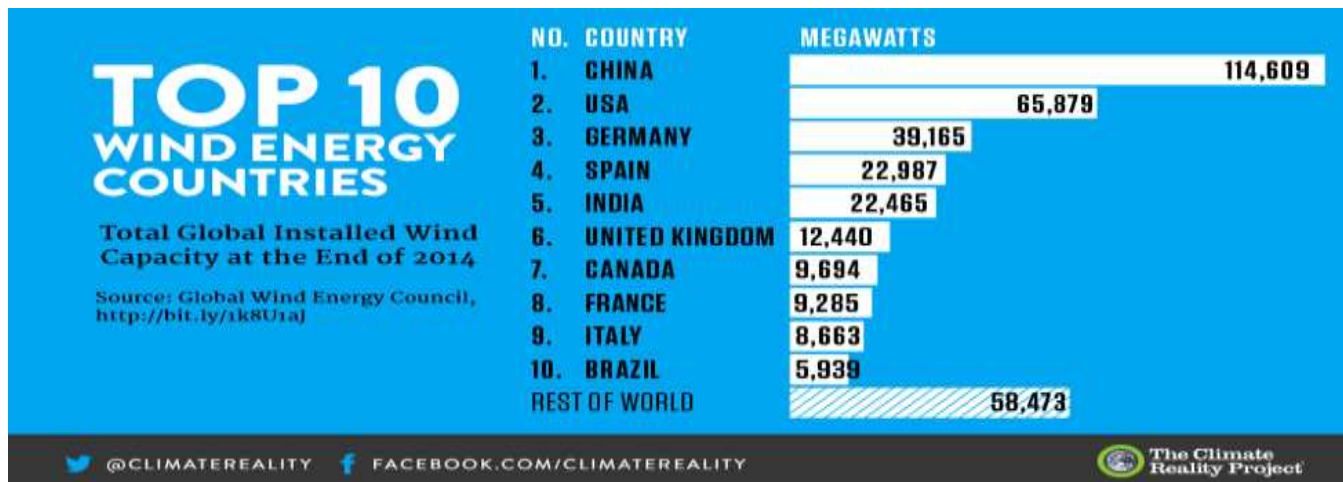 TOP 10
WIND ENERGY
COUNTRIES
Total Global Installed Wind
Capacity at the End of 2014
Source: Global Wind Energy Council,
http://bit.ly/1k8U1aJ
NO. COUNTRY MEGAWATTS
1. CHINA 114,609
2. USA 65,879
3. GERMANY 39,165
4. SPAIN 22,987
5. INDIA 22,465
6. UNITED KINGDOM 12,440
7. CANADA 9,694
8. FRANCE 9,285
9. ITALY 8,663
10. BRAZIL 5,939
REST OF WORLD 58,473
@CLIMATEREALITY FACEBOOK.COM/CLIMATEREALITY
The Climate
Reality Project